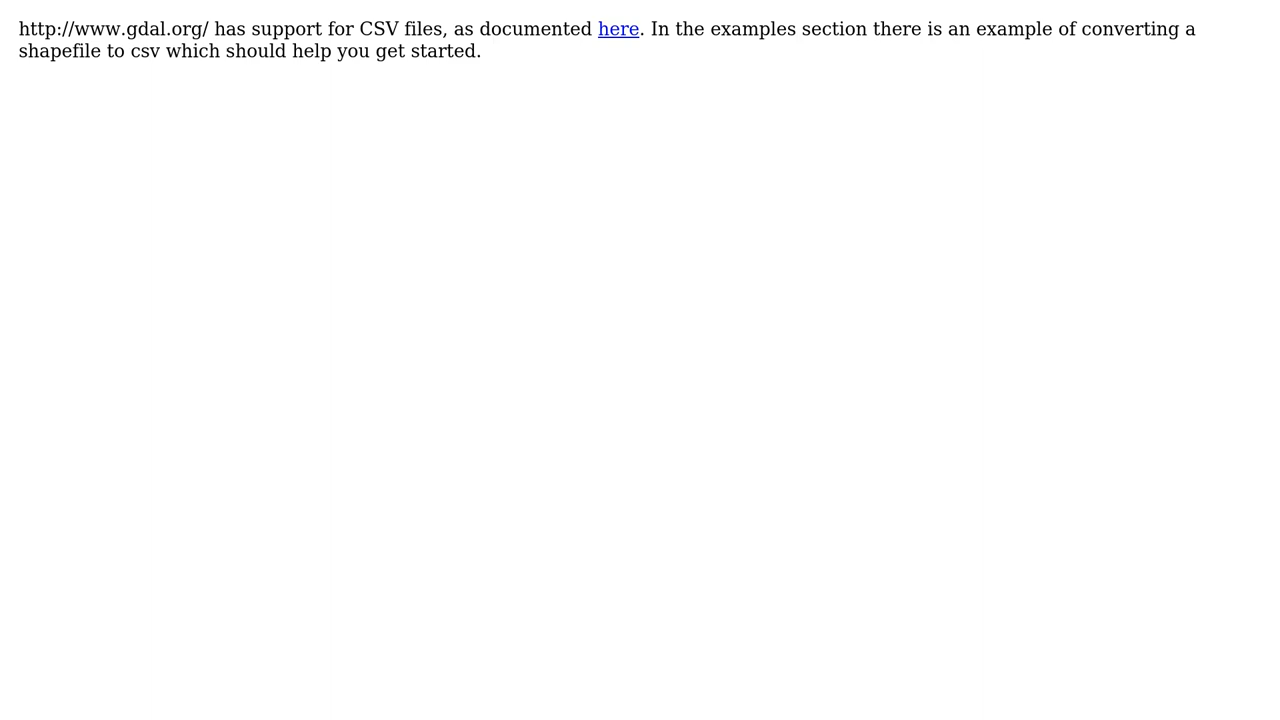 http://www.gdal.org/ has support for CSV files, as documented here. In the examples section there is an example of converting a
shapefile to csv which should help you get started.